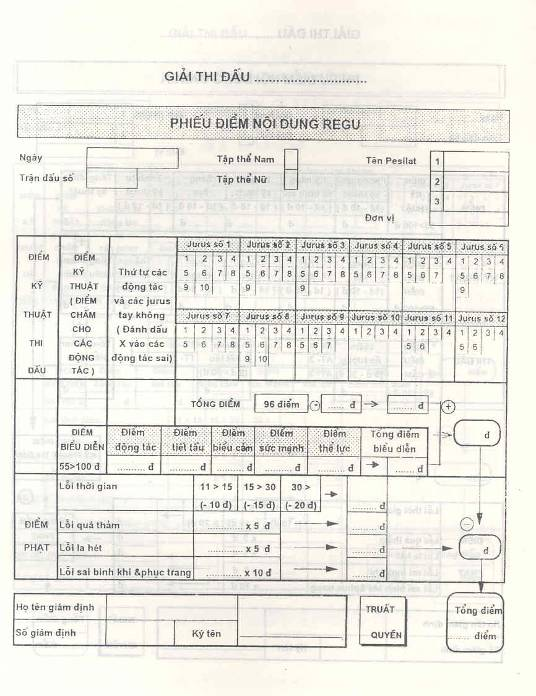 GIẢI THI ĐẤU ................................
PHIẾU ĐIỂM NỘI DUNG REGU
Ngày
Tập thể Nam
Tên Pesilat
1
Trận đấu số
Tập thể Nữ
2
3
Đơn vị
ĐIỂM KỸ THUẬT THI ĐẤU
ĐIỂM KỸ THUẬT ( ĐIỂM CHẤM CHO CÁC ĐỘNG TÁC )
Thứ tự các động tác và các jurus tay không ( Đánh dấu X vào các động tác sai)
Jurus số 1 Jurus số 2 Jurus số 3 Jurus số 4 Jurus số 5 Jurus số 6
1 2 3 4 1 2 3 4 1 2 3 4 1 2 3 4 1 2 3 4 1 2 3 4
5 6 7 8 5 6 7 8 5 6 7 8 5 6 7 8 5 6 7 5 6 7 8
9 10 9 9
Jurus số 7 Jurus số 8 Jurus số 9 Jurus số 10 Jurus số 11 Jurus số 12
1 2 3 4 1 2 3 4 1 2 3 4 1 2 3 4 1 2 3 4 1 2 3 4
5 6 7 8 5 6 7 8 5 6 7 5 6 5 6
9 10
TỔNG ĐIỂM 96 điểm - ..... đ ........ đ +
đ
ĐIỂM BIỂU DIỄN 55>100 đ
Điểm động tác Điểm tiết tấu Điểm biểu cảm Điểm sức mạnh Điểm thể lực Tổng điểm biểu diễn
........ đ ........ đ ........ đ ........ đ ........ đ ........ đ
ĐIỂM PHẠT
Lỗi thời gian 11 > 15 15 > 30 30 >
(- 10 đ) (- 15 đ) (- 20 đ) ........ đ
Lỗi quá thảm ............ x 5 đ ........ đ
-
Lỗi la hét ............ x 5 đ ........ đ
đ
Lỗi sai binh khí &phục trang ............ x 10 đ ........ đ
Họ tên giám định
Số giám định
Ký tên
TRUẤT QUYỀN
Tổng điểm
........ điểm